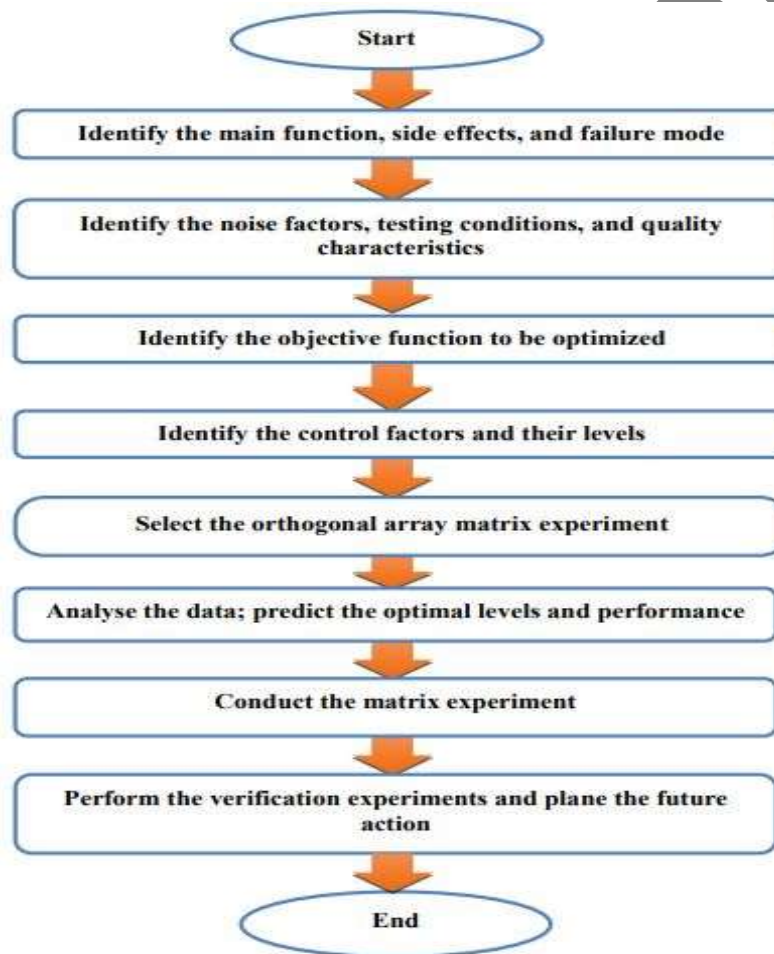 Start
Identify the main function, side effects, and failure mode
Identify the noise factors, testing conditions, and quality
characteristics
Identify the objective function to be optimized
Identify the control factors and their levels
Select the orthogonal array matrix experiment
Analyse the data; predict the optimal levels and performance
Conduct the matrix experiment
Perform the verification experiments and plane the future
action
End